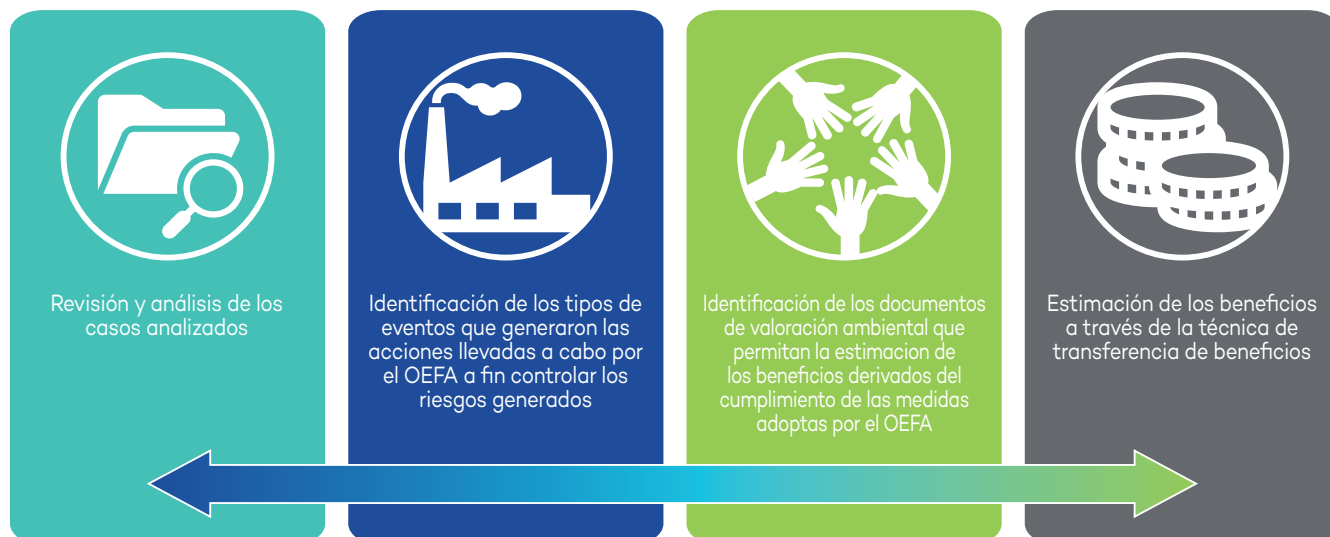 Revisión y análisis de los
casos analizados
Identificación de los tipos de
eventos que generaron las
acciones llevadas a cabo por
el OEFA a fin controlar los
riesgos generados
Identificación de los documentos
de valoración ambiental que
permitan la estimacion de
los beneficios derivados del
cumplimiento de las medidas
adoptas por el OEFA
Estimación de los beneficios
a través de la técnica de
transferencia de beneficios